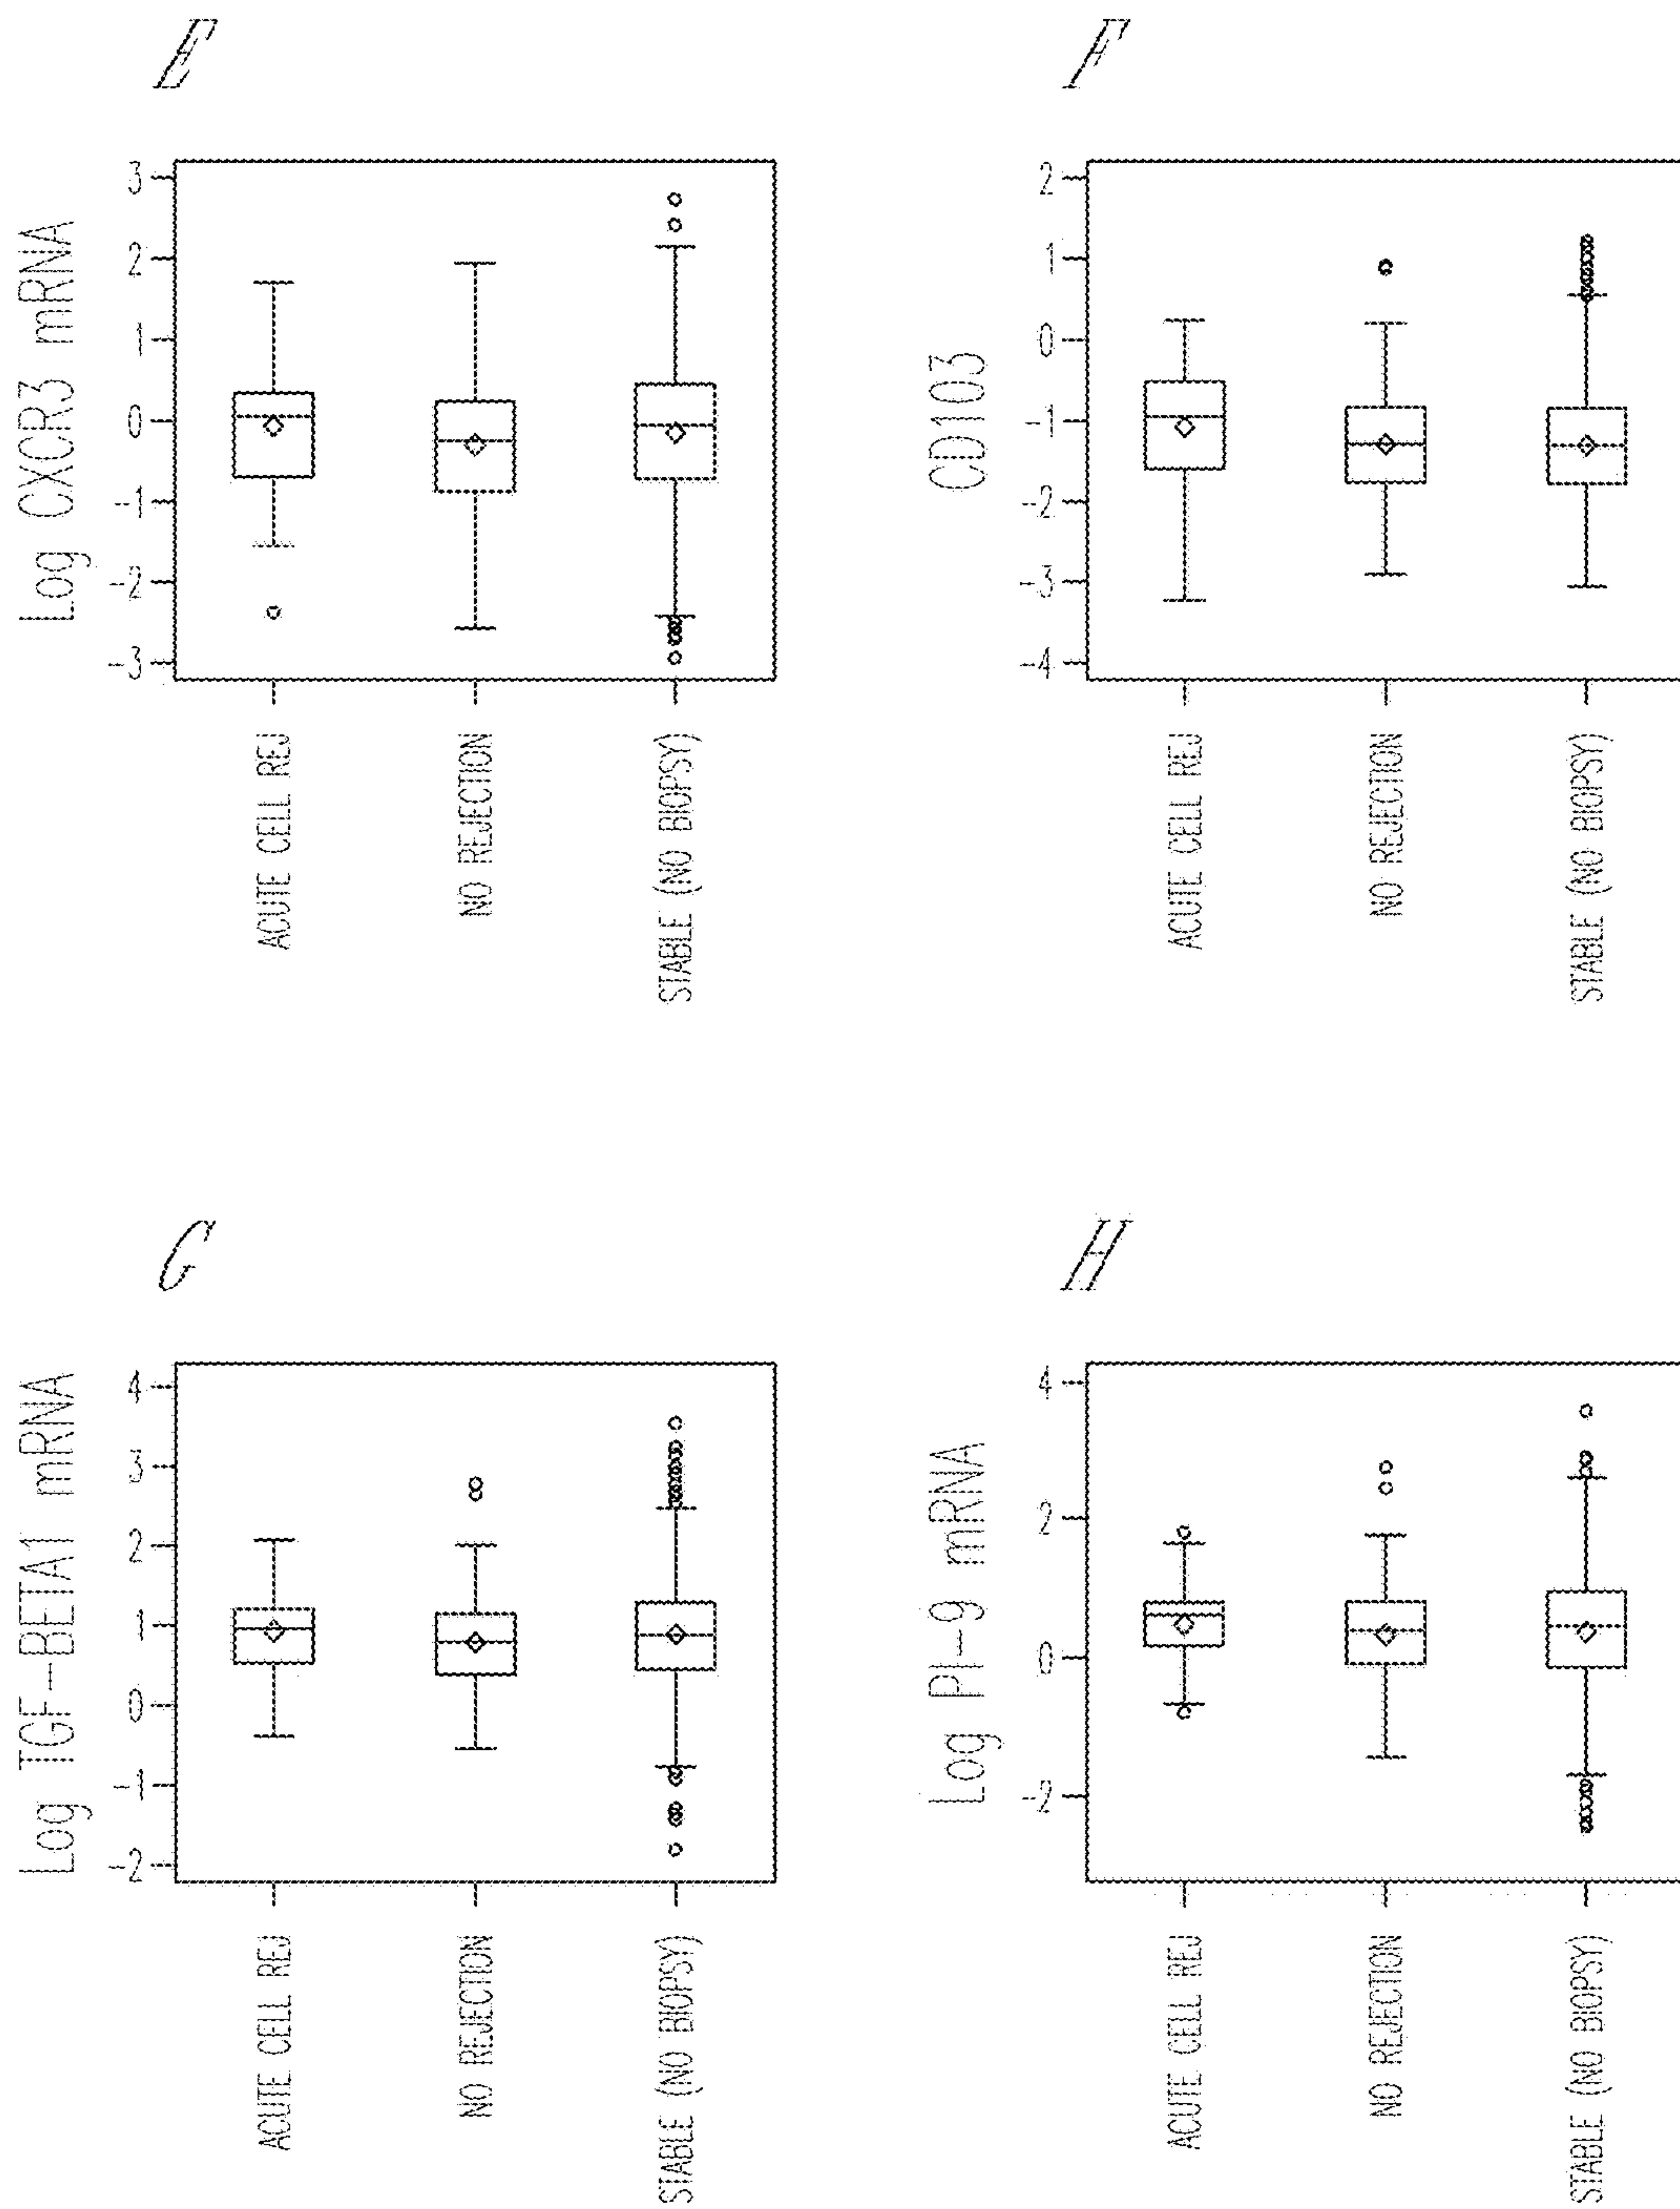 E
Log CXCR3 mRNA
3
2
1
0
-1
-2
-3
ACUTE CELL REJ
NO REJECTION
STABLE (NO BIOPSY)
F
CD103
2
1
0
-1
-2
-3
-4
ACUTE CELL REJ
NO REJECTION
STABLE (NO BIOPSY)
G
Log TGF-BETA1 mRNA
4
3
2
1
0
-1
-2
ACUTE CELL REJ
NO REJECTION
STABLE (NO BIOPSY)
H
Log PI-9 mRNA
4
2
0
-2
ACUTE CELL REJ
NO REJECTION
STABLE (NO BIOPSY)